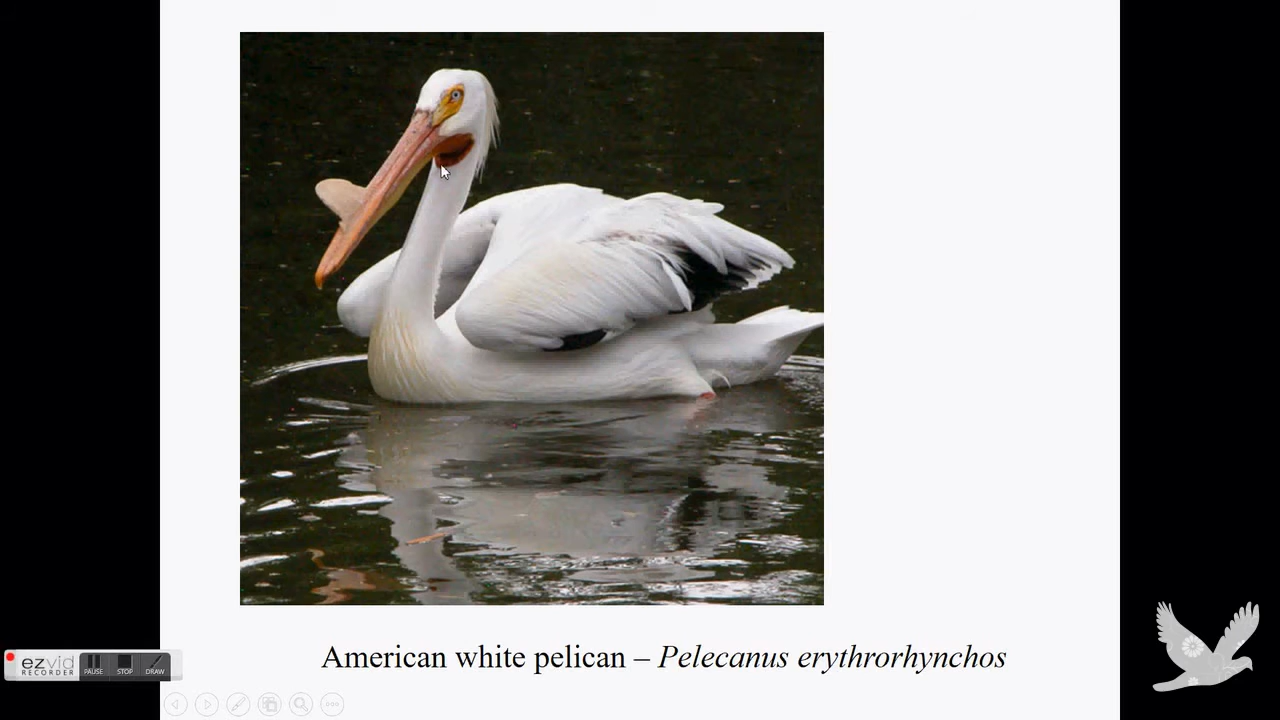 American white pelican – Pelecanus erythrorhynchos
ezvid
RECORDER
PAUSE
STOP
DRAW